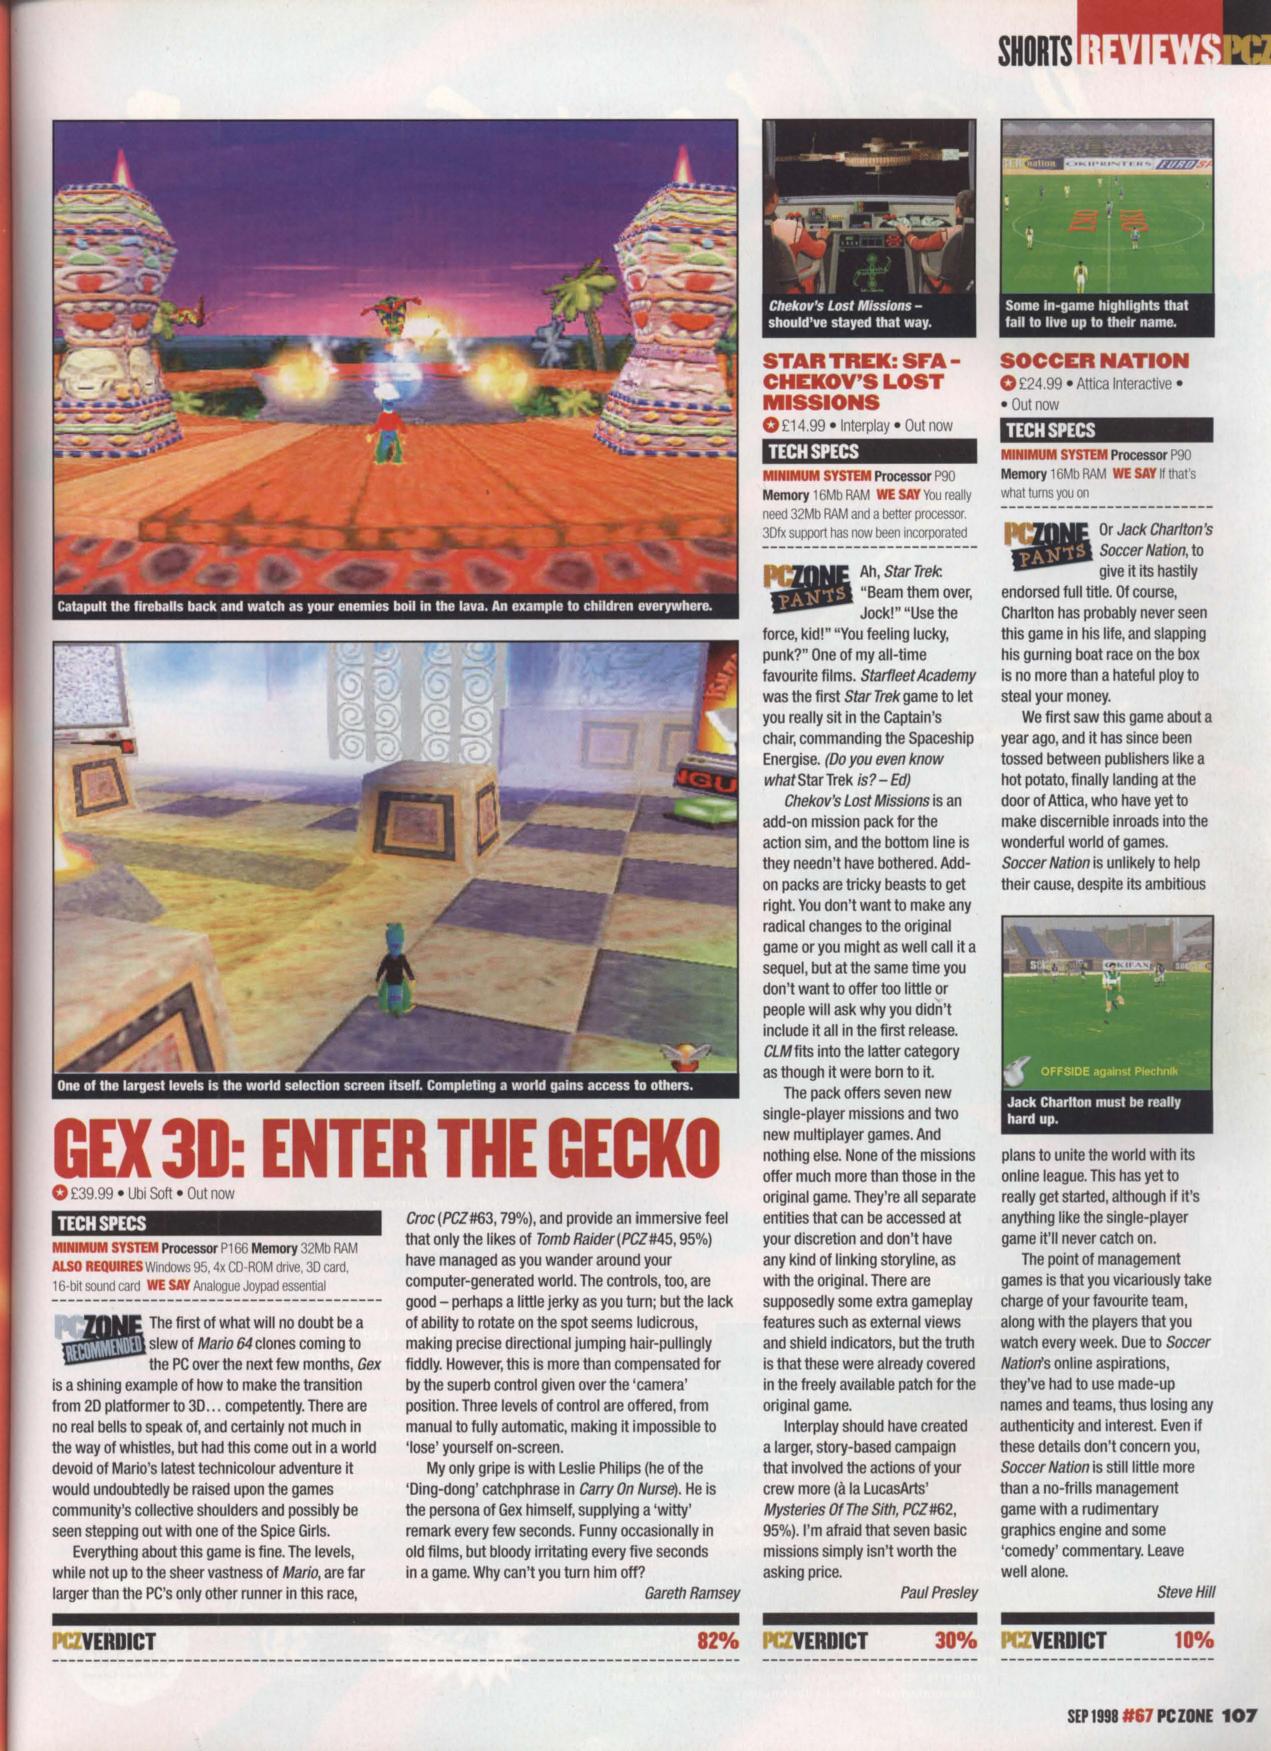 SHORTS REVIEWS PCZ
Catapult the fireballs back and watch as your enemies boil in the lava. An example to children everywhere.
One of the largest levels is the world selection screen itself. Completing a world gains access to others.
GEX 3D: ENTER THE GECKO
£39.99 • Ubi Soft • Out now
TECH SPECS
MINIMUM SYSTEM Processor P166 Memory 32Mb RAM
ALSO REQUIRES Windows 95, 4x CD-ROM drive, 3D card,
16-bit sound card WE SAY Analogue Joypad essential
PCZONE
RECOMMENDED
The first of what will no doubt be a
slew of Mario 64 clones coming to
the PC over the next few months, Gex
is a shining example of how to make the transition
from 2D platformer to 3D... competently. There are
no real bells to speak of, and certainly not much in
the way of whistles, but had this come out in a world
devoid of Mario's latest technicolour adventure it
would undoubtedly be raised upon the games
community's collective shoulders and possibly be
seen stepping out with one of the Spice Girls.
Everything about this game is fine. The levels,
while not up to the sheer vastness of Mario, are far
larger than the PC's only other runner in this race,
Croc (PCZ #63, 79%), and provide an immersive feel
that only the likes of Tomb Raider (PCZ #45, 95%)
have managed as you wander around your
computer-generated world. The controls, too, are
good – perhaps a little jerky as you turn; but the lack
of ability to rotate on the spot seems ludicrous,
making precise directional jumping hair-pullingly
fiddly. However, this is more than compensated for
by the superb control given over the 'camera'
position. Three levels of control are offered, from
manual to fully automatic, making it impossible to
'lose' yourself on-screen.
My only gripe is with Leslie Philips (he of the
'Ding-dong' catchphrase in Carry On Nurse). He is
the persona of Gex himself, supplying a 'witty'
remark every few seconds. Funny occasionally in
old films, but bloody irritating every five seconds
in a game. Why can't you turn him off?
Gareth Ramsey
PCZVERDICT 82%
Chekov's Lost Missions –
should've stayed that way.
STAR TREK: SFA -
CHEKOV'S LOST
MISSIONS
£14.99 • Interplay • Out now
TECH SPECS
MINIMUM SYSTEM Processor P90
Memory 16Mb RAM WE SAY You really
need 32Mb RAM and a better processor.
3Dfx support has now been incorporated
PCZONE
PANTS
Ah, Star Trek:
"Beam them over,
Jock!" "Use the
force, kid!" "You feeling lucky,
punk?" One of my all-time
favourite films. Starfleet Academy
was the first Star Trek game to let
you really sit in the Captain's
chair, commanding the Spaceship
Energise. (Do you even know
what Star Trek is? – Ed)
Chekov's Lost Missions is an
add-on mission pack for the
action sim, and the bottom line is
they needn't have bothered. Add-
on packs are tricky beasts to get
right. You don't want to make any
radical changes to the original
game or you might as well call it a
sequel, but at the same time you
don't want to offer too little or
people will ask why you didn't
include it all in the first release.
CLM fits into the latter category
as though it were born to it.
The pack offers seven new
single-player missions and two
new multiplayer games. And
nothing else. None of the missions
offer much more than those in the
original game. They're all separate
entities that can be accessed at
your discretion and don't have
any kind of linking storyline, as
with the original. There are
supposedly some extra gameplay
features such as external views
and shield indicators, but the truth
is that these were already covered
in the freely available patch for the
original game.
Interplay should have created
a larger, story-based campaign
that involved the actions of your
crew more (à la LucasArts'
Mysteries Of The Sith, PCZ #62,
95%). I'm afraid that seven basic
missions simply isn't worth the
asking price.
Paul Presley
PCZVERDICT 30%
nation OKIPRINTERS EURO
Some in-game highlights that
fail to live up to their name.
SOCCER NATION
£24.99 • Attica Interactive •
• Out now
TECH SPECS
MINIMUM SYSTEM Processor P90
Memory 16Mb RAM WE SAY If that's
what turns you on
PCZONE
PANTS
Or Jack Charlton's
Soccer Nation, to
give it its hastily
endorsed full title. Of course,
Charlton has probably never seen
this game in his life, and slapping
his gurning boat race on the box
is no more than a hateful ploy to
steal your money.
We first saw this game about a
year ago, and it has since been
tossed between publishers like a
hot potato, finally landing at the
door of Attica, who have yet to
make discernible inroads into the
wonderful world of games.
Soccer Nation is unlikely to help
their cause, despite its ambitious
OKIFAX
OFFSIDE against Piechnik
Jack Charlton must be really
hard up.
plans to unite the world with its
online league. This has yet to
really get started, although if it's
anything like the single-player
game it'll never catch on.
The point of management
games is that you vicariously take
charge of your favourite team,
along with the players that you
watch every week. Due to Soccer
Nation's online aspirations,
they've had to use made-up
names and teams, thus losing any
authenticity and interest. Even if
these details don't concern you,
Soccer Nation is still little more
than a no-frills management
game with a rudimentary
graphics engine and some
'comedy' commentary. Leave
well alone.
Steve Hill
PCZVERDICT 10%
SEP 1998 #67 PC ZONE 107